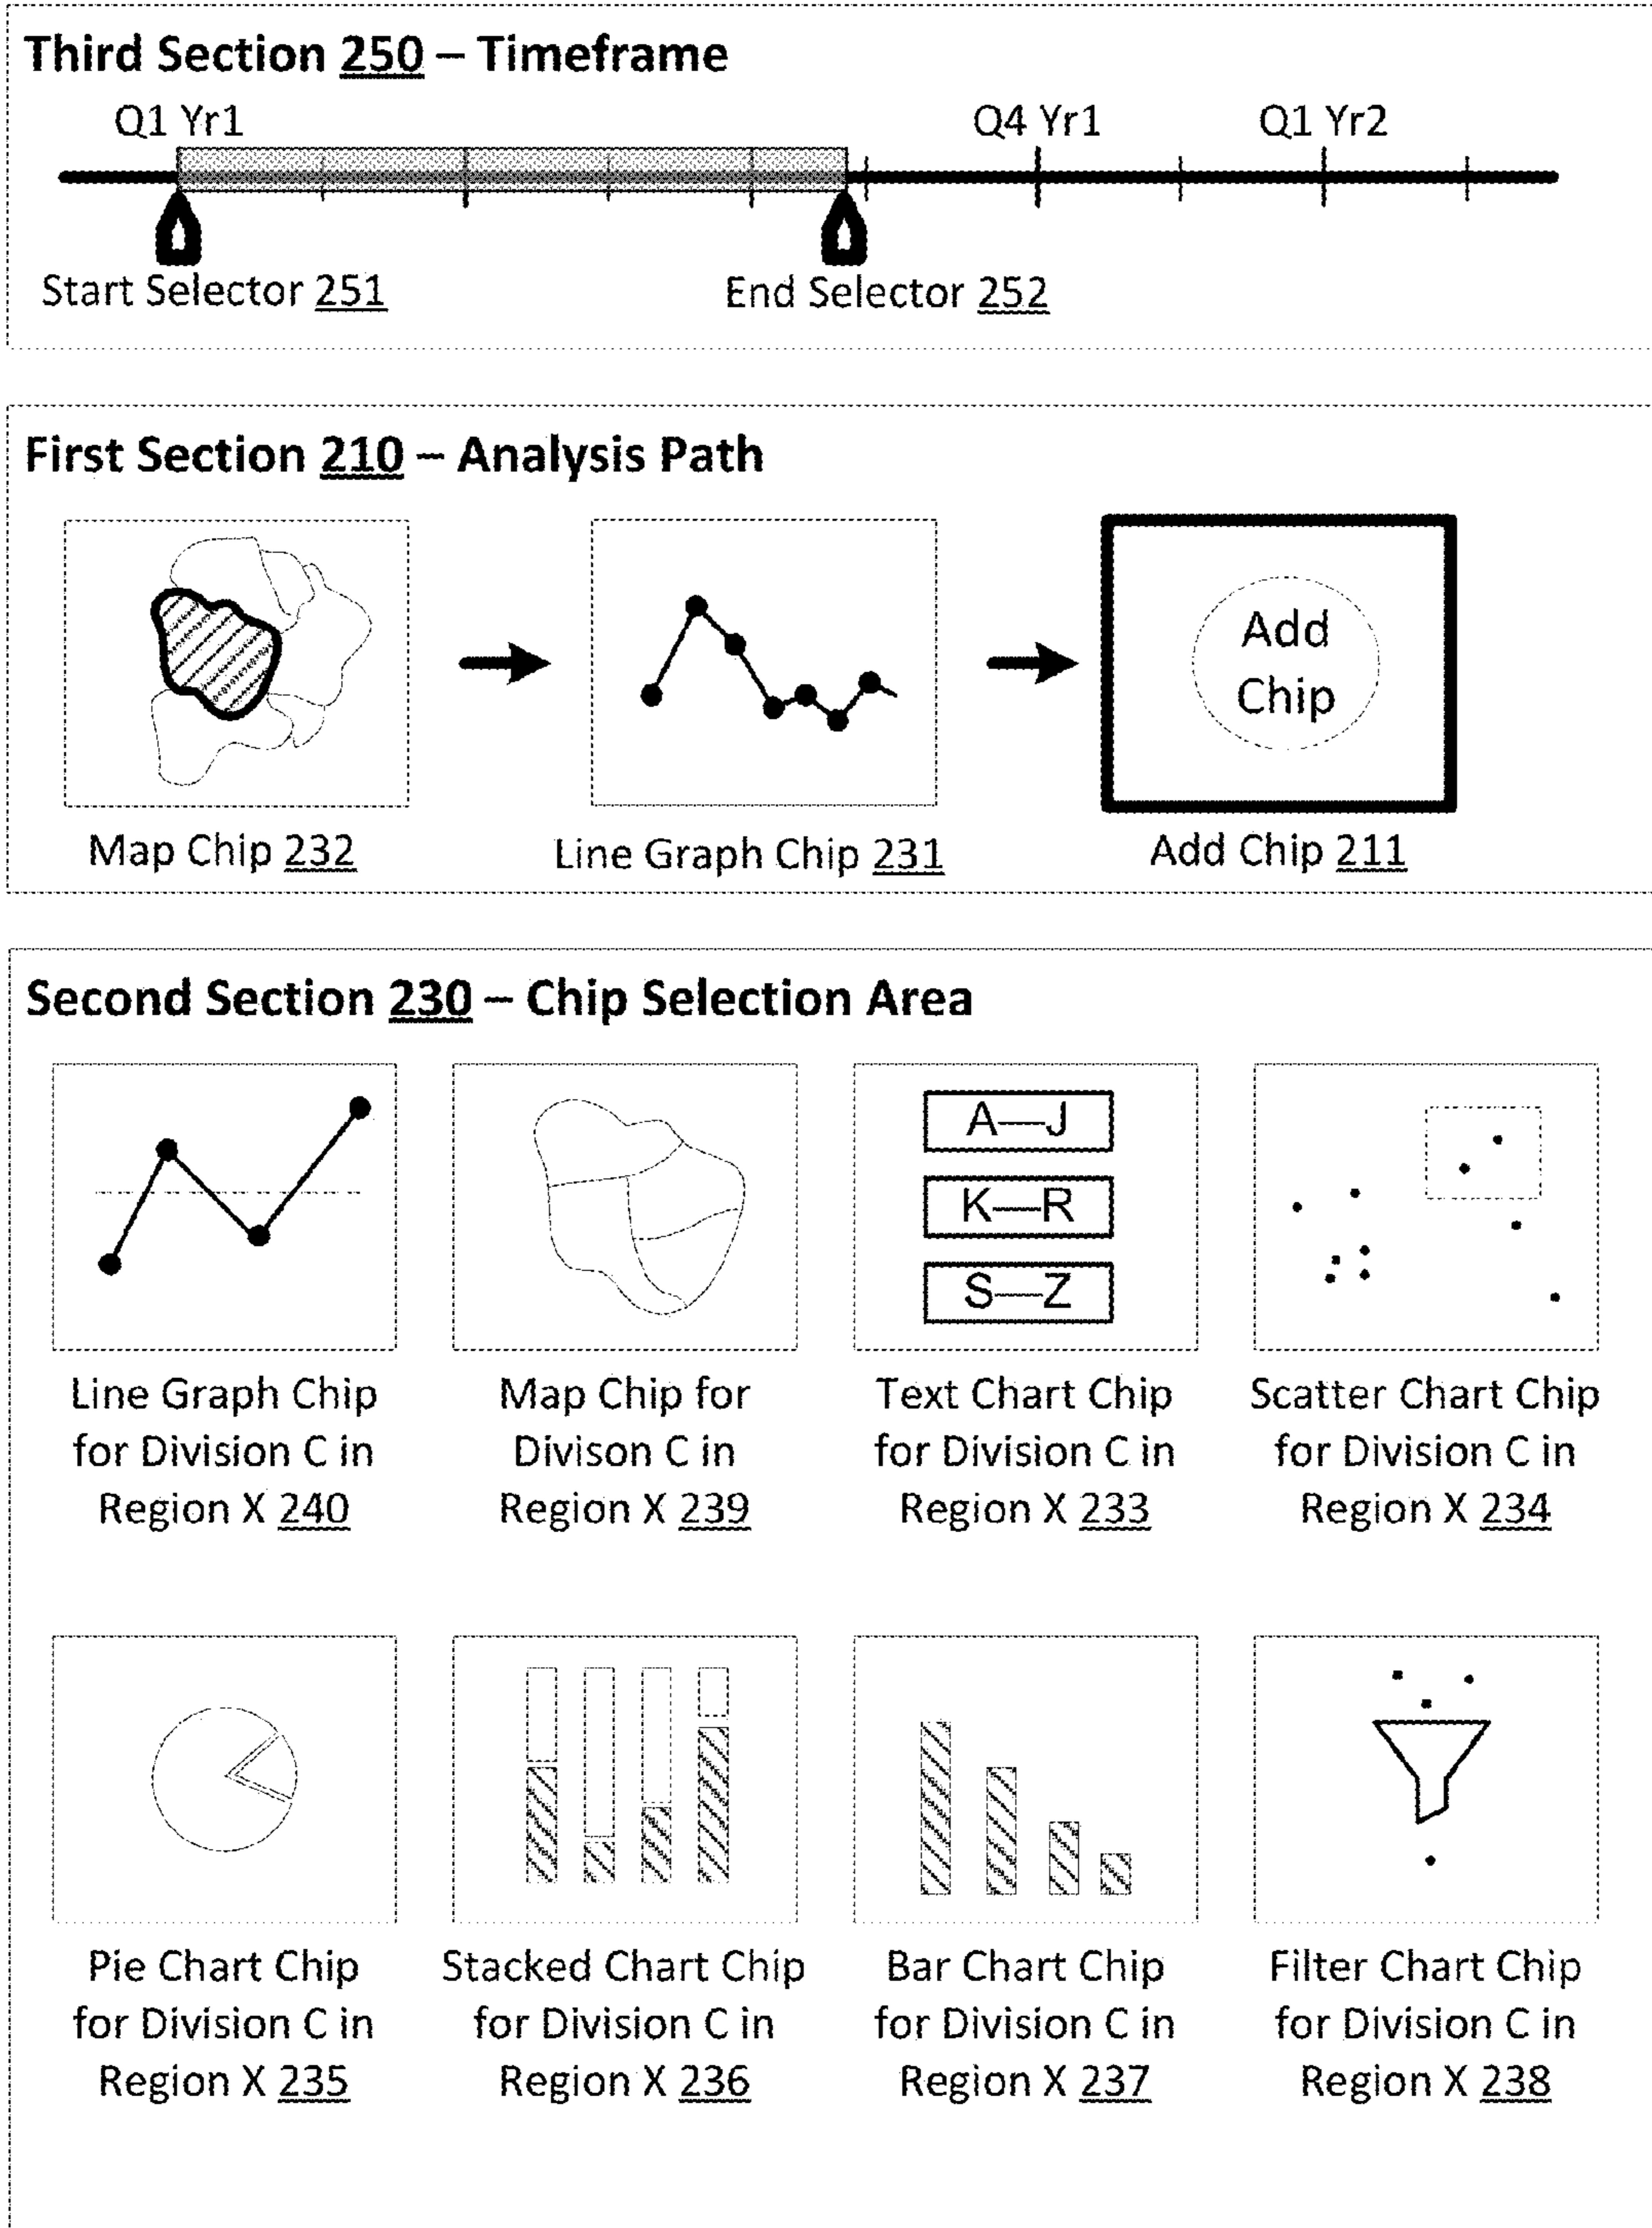 Third Section 250 – Timeframe
Q1 Yr1
Q4 Yr1
Q1 Yr2
Start Selector 251
End Selector 252
First Section 210 – Analysis Path
Add
Chip
Map Chip 232
Line Graph Chip 231
Add Chip 211
Second Section 230 – Chip Selection Area
A—J
K—R
S—Z
Line Graph Chip
for Division C in
Region X 240
Map Chip for
Divison C in
Region X 239
Text Chart Chip
for Division C in
Region X 233
Scatter Chart Chip
for Division C in
Region X 234
Pie Chart Chip
for Division C in
Region X 235
Stacked Chart Chip
for Division C in
Region X 236
Bar Chart Chip
for Division C in
Region X 237
Filter Chart Chip
for Division C in
Region X 238